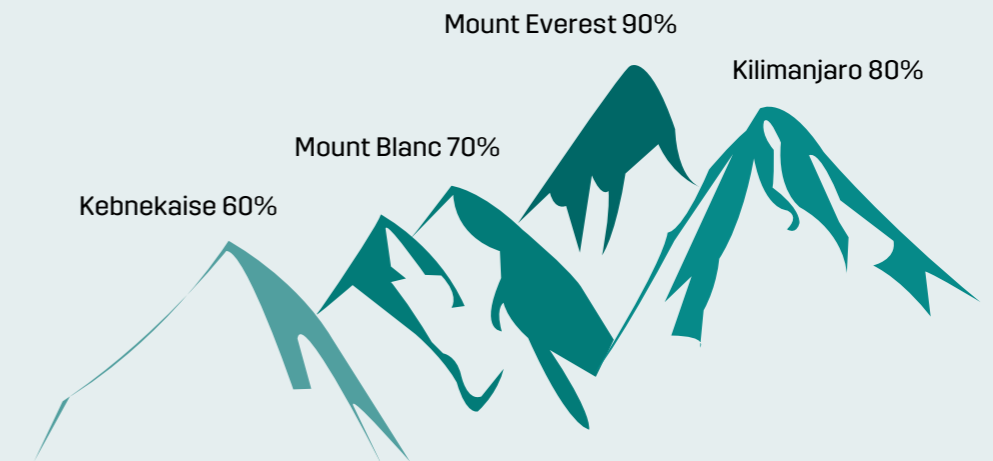 Mount Everest 90%
Kilimanjaro 80%
Mount Blanc 70%
Kebnekaise 60%